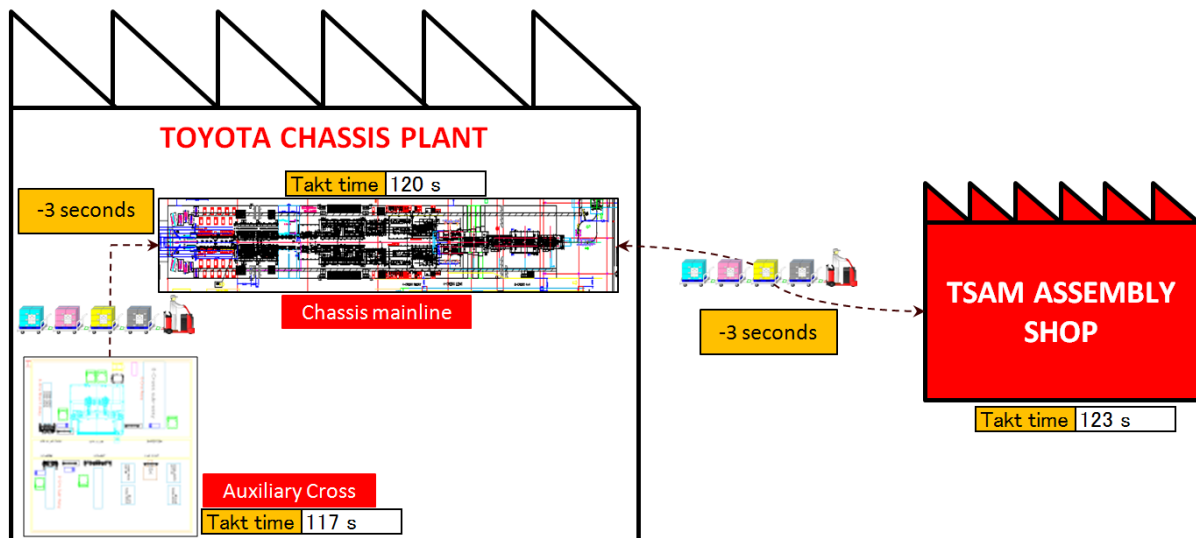 TOYOTA CHASSIS PLANT
Takt time 120 s
-3 seconds
Chassis mainline
-3 seconds
TSAM ASSEMBLY
SHOP
Takt time 123 s
Auxiliary Cross
Takt time 117 s